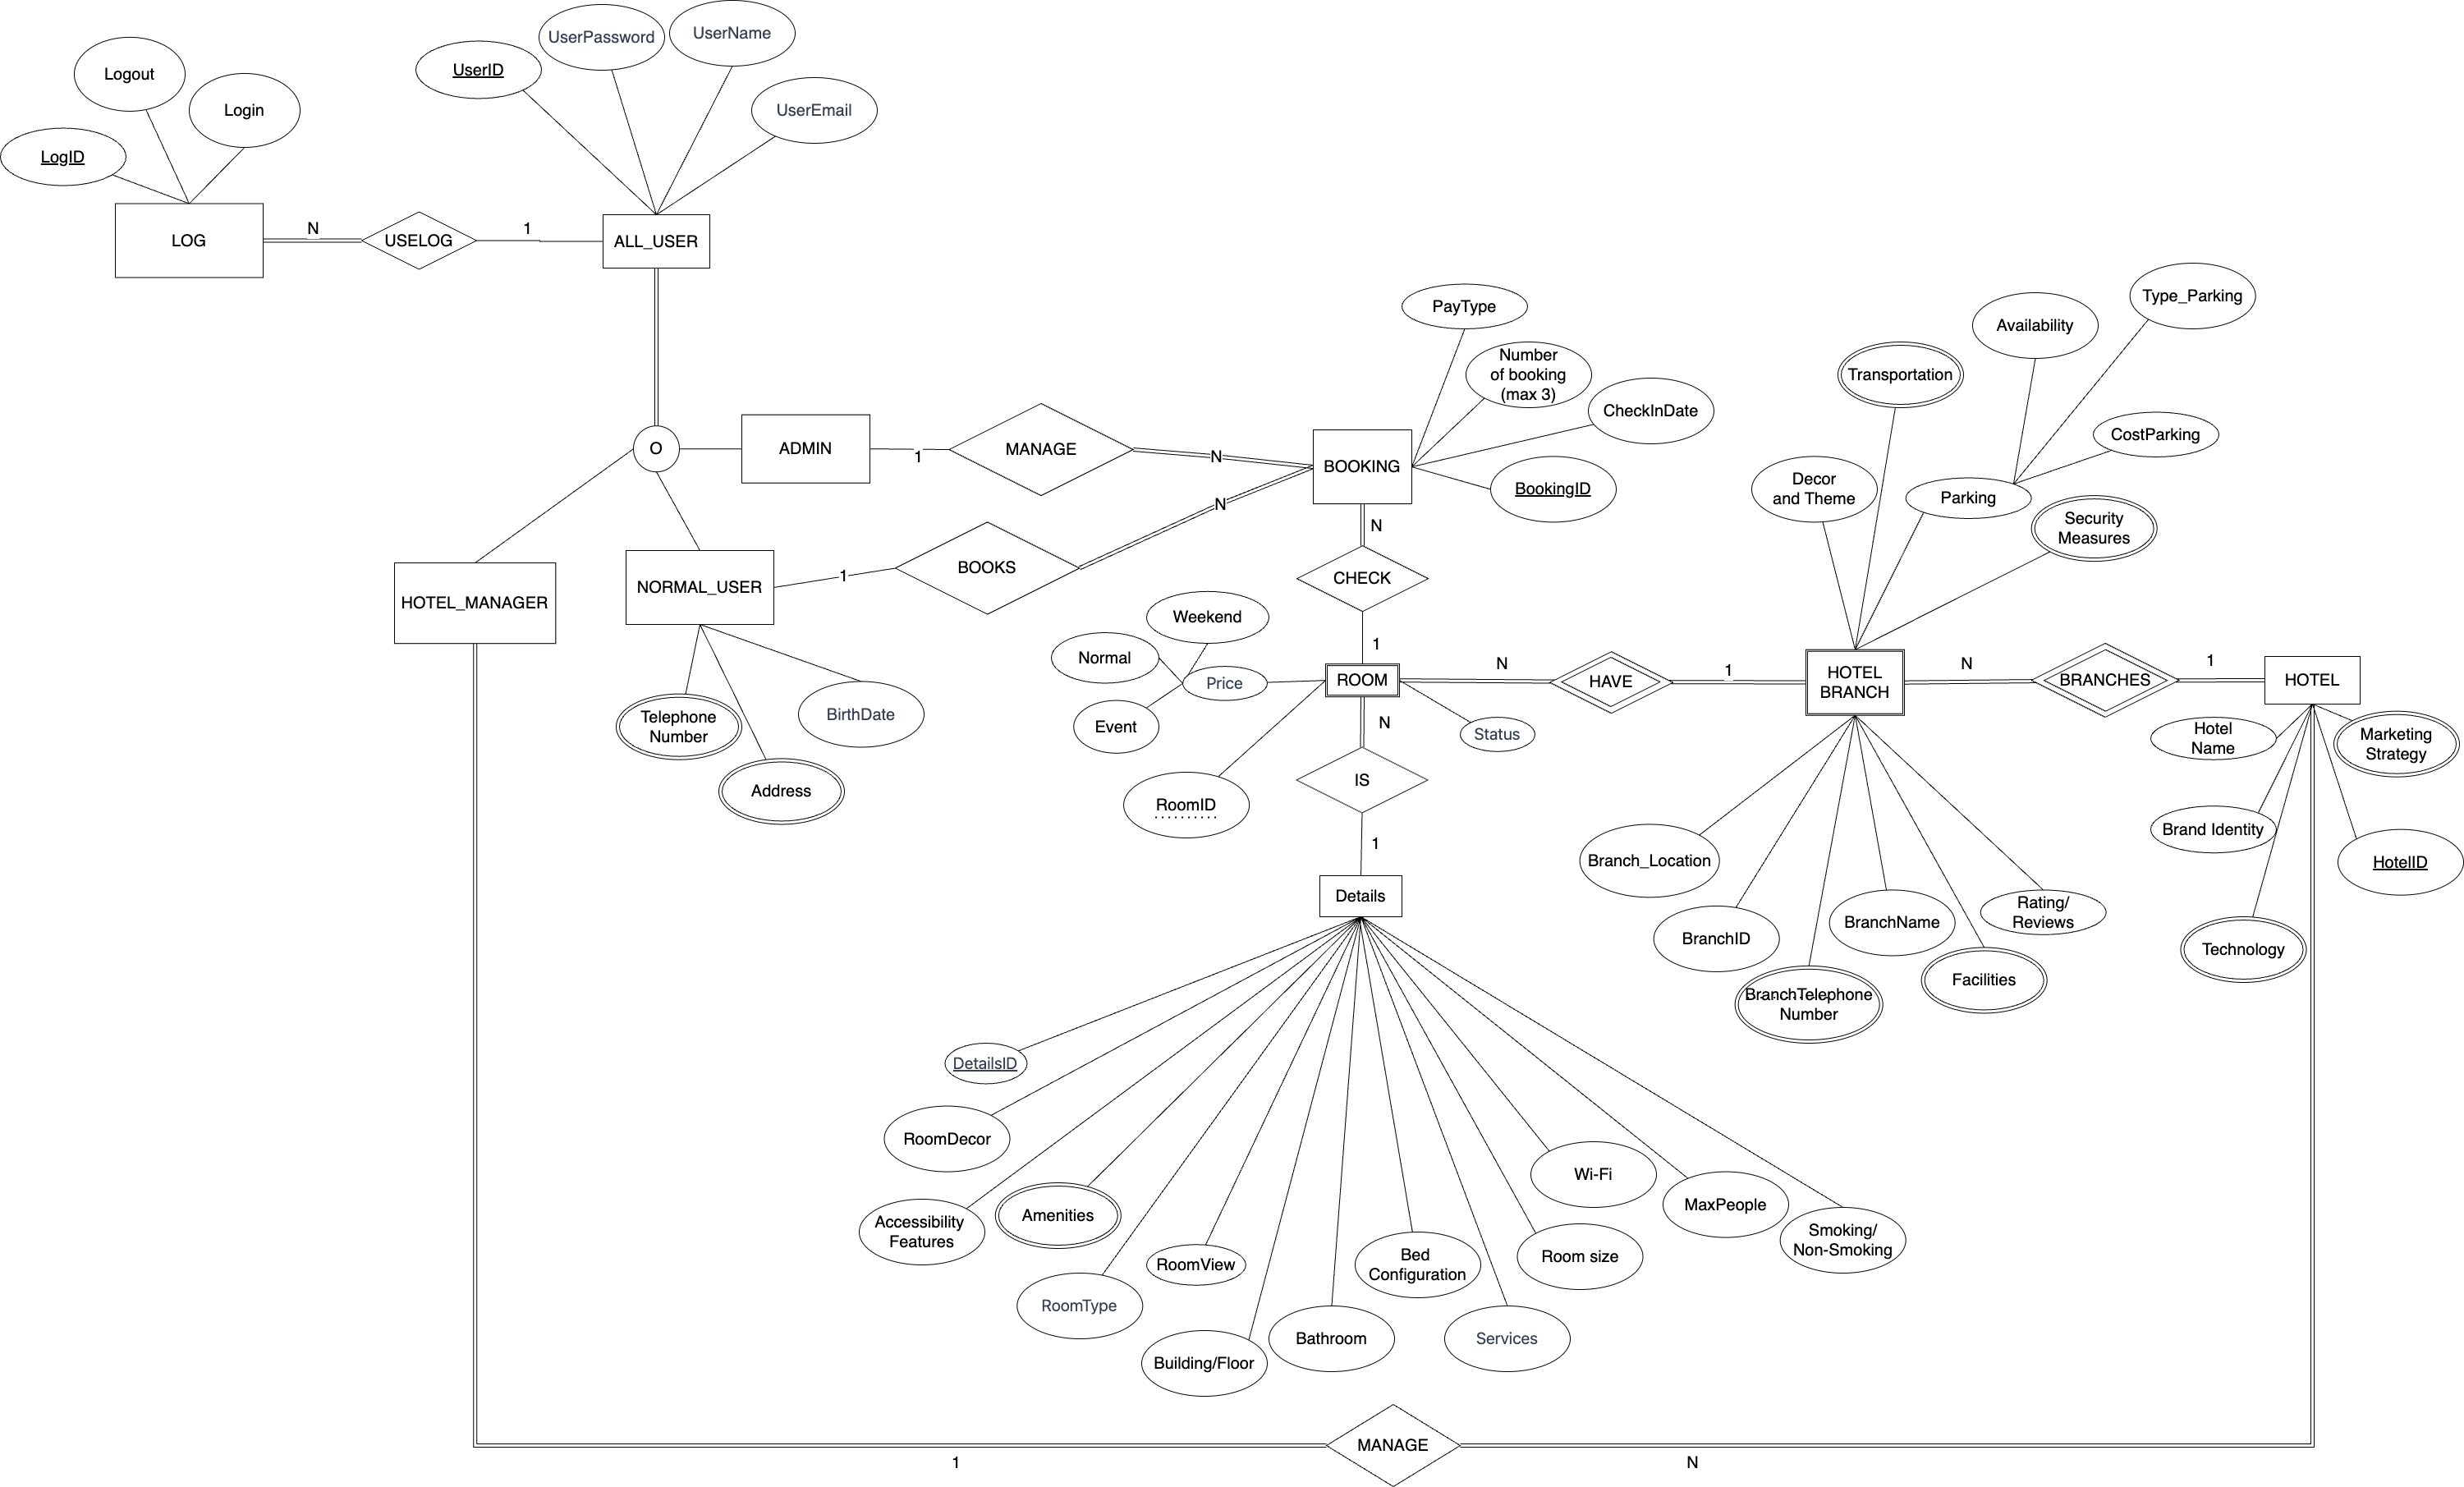 UserPassword
UserName
UserID
Logout
Login
UserEmail
LogID
LOG
N
USELOG
1
ALL_USER
PayType
Type_Parking
Availability
Number
of booking
(max 3)
Transportation
CheckInDate
CostParking
O
ADMIN
1
MANAGE
N
BOOKING
BookingID
Decor
and Theme
Parking
Security
Measures
N
N
HOTEL_MANAGER
NORMAL_USER
1
BOOKS
CHECK
1
Weekend
Normal
Price
Event
ROOM
N
HAVE
1
HOTEL
BRANCH
N
BRANCHES
1
HOTEL
Telephone
Number
BirthDate
Address
N
Status
Hotel
Name
Marketing
Strategy
RoomID
IS
1
Brand Identity
HotelID
Details
Branch_Location
BranchID
BranchName
Rating/
Reviews
BranchTelephone
Number
Facilities
Technology
DetailsID
RoomDecor
Accessibility
Features
Amenities
RoomType
RoomView
Building/Floor
Bathroom
Bed
Configuration
Services
Room size
Wi-Fi
MaxPeople
Smoking/
Non-Smoking
1
MANAGE
N